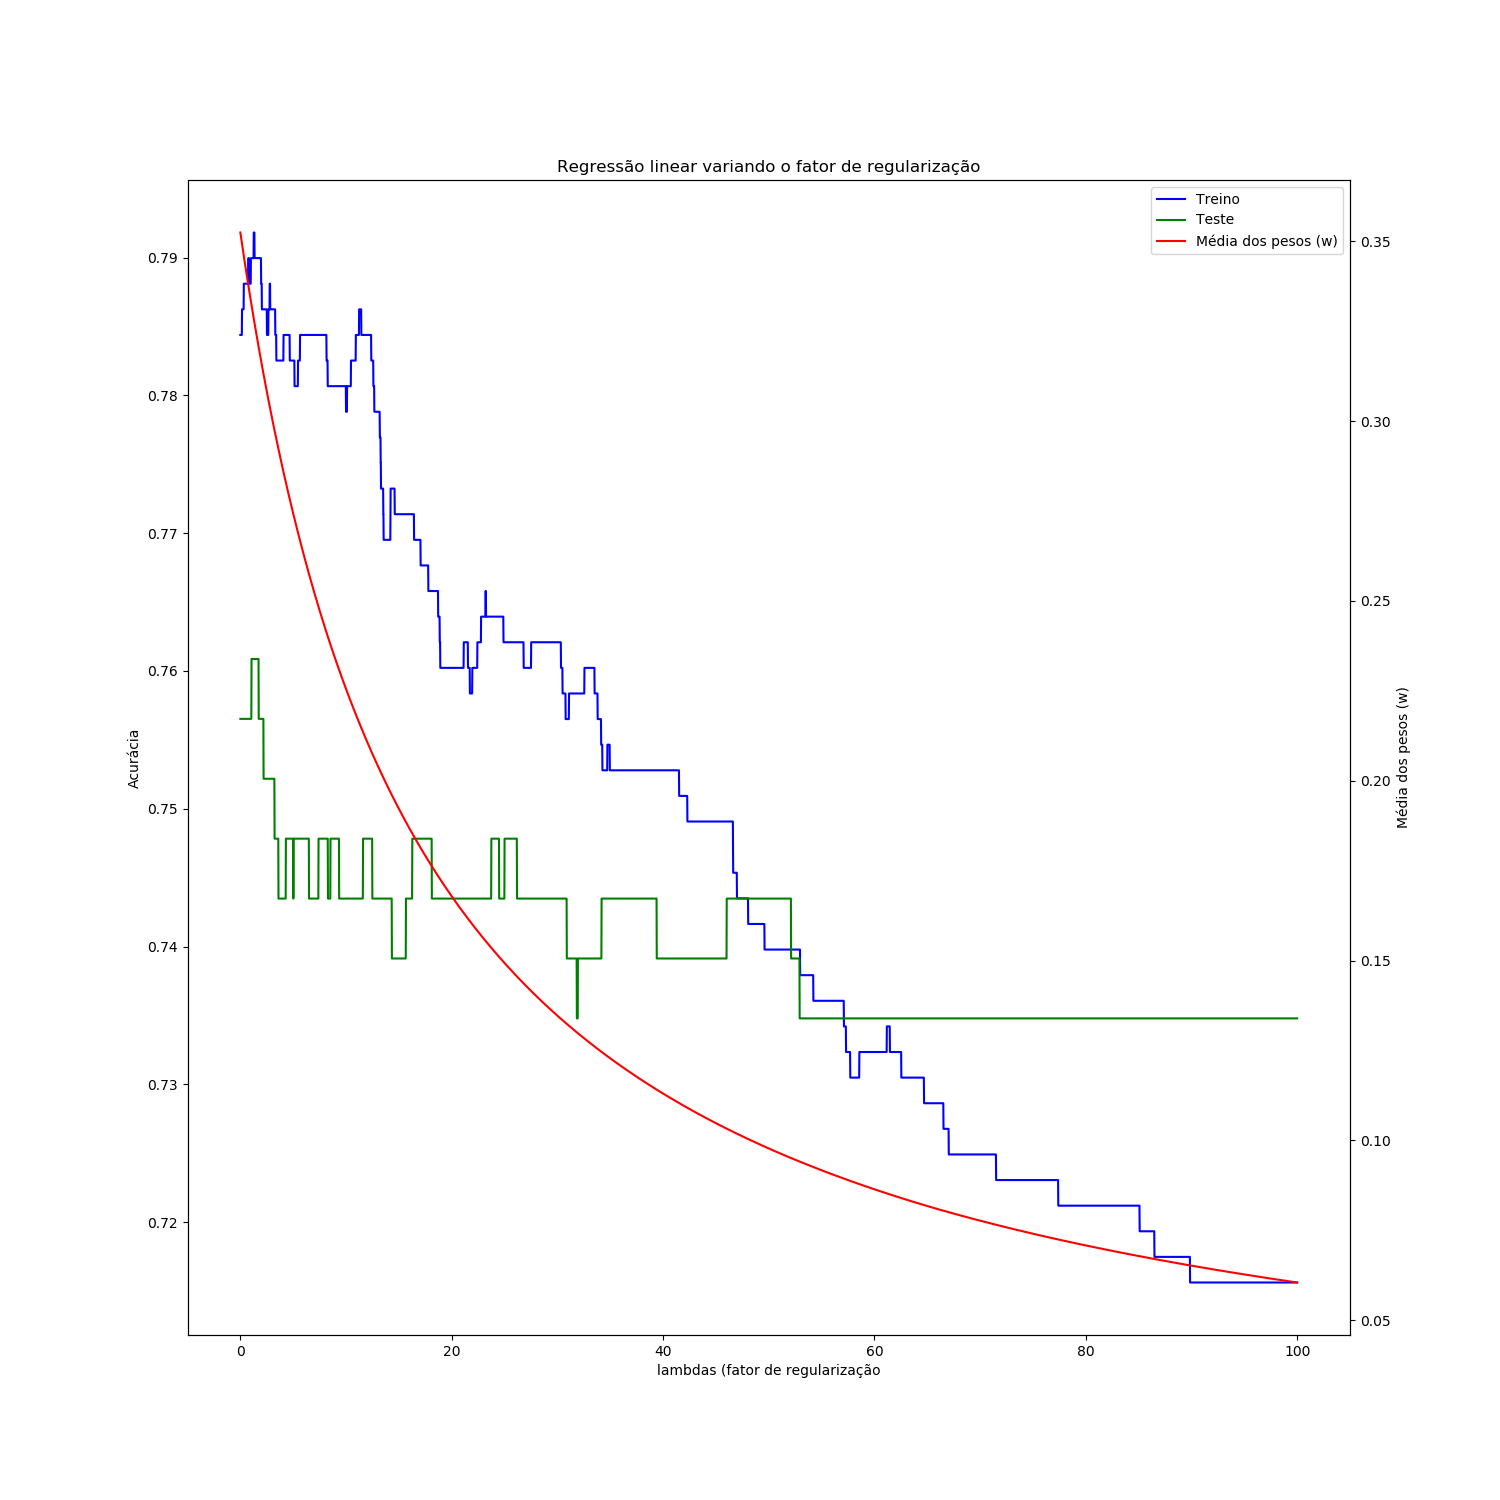 Regressão linear variando o fator de regularização
Treino
Teste
Média dos pesos (w)
0.79
0.78
0.77
0.76
0.75
0.74
0.73
0.72
Acurácia
0.35
0.30
0.25
0.20
0.15
0.10
0.05
Média dos pesos (w)
0 20 40 60 80 100
lambdas (fator de regularização